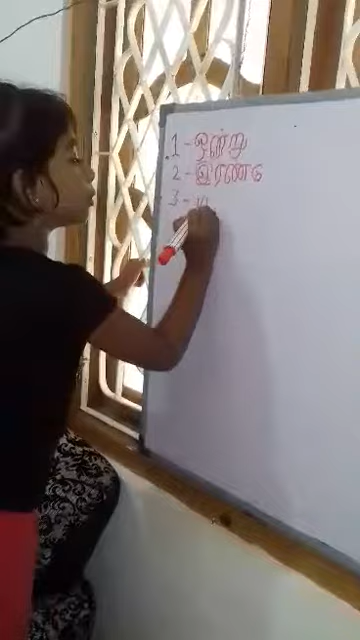 1 - ஒன்று
2 - இரண்ட
3 -